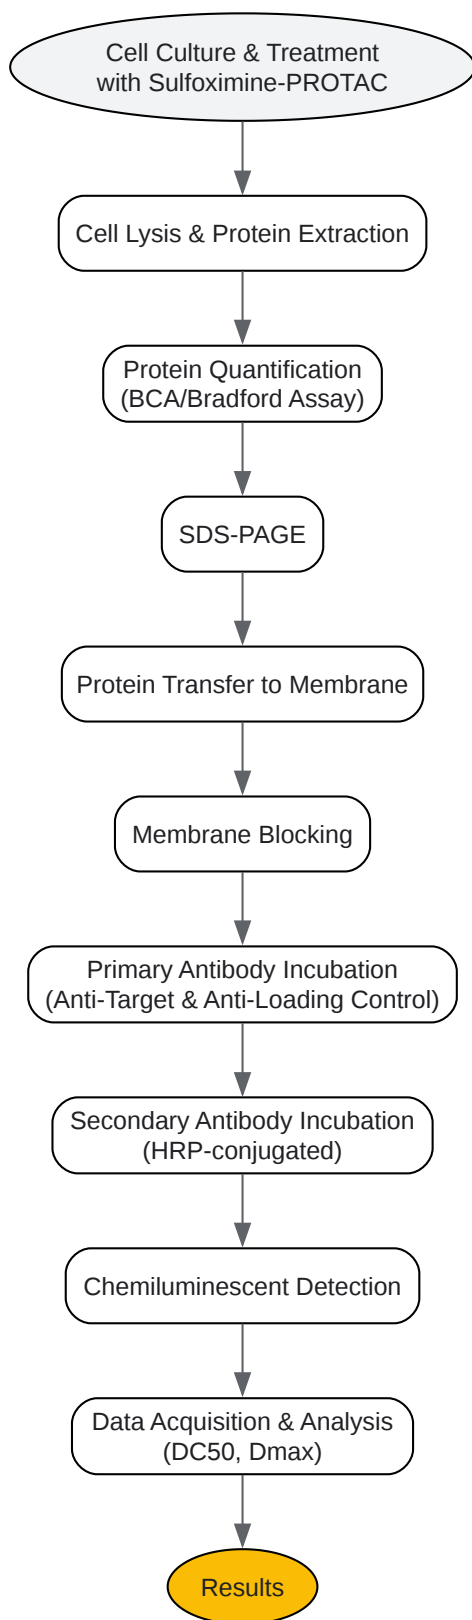 Cell Culture & Treatment
with Sulfoximine-PROTAC
Cell Lysis & Protein Extraction
Protein Quantification
(BCA/Bradford Assay)
SDS-PAGE
Protein Transfer to Membrane
Membrane Blocking
Primary Antibody Incubation
(Anti-Target & Anti-Loading Control)
Secondary Antibody Incubation
(HRP-conjugated)
Chemiluminescent Detection
Data Acquisition & Analysis
(DC50, Dmax)
Results